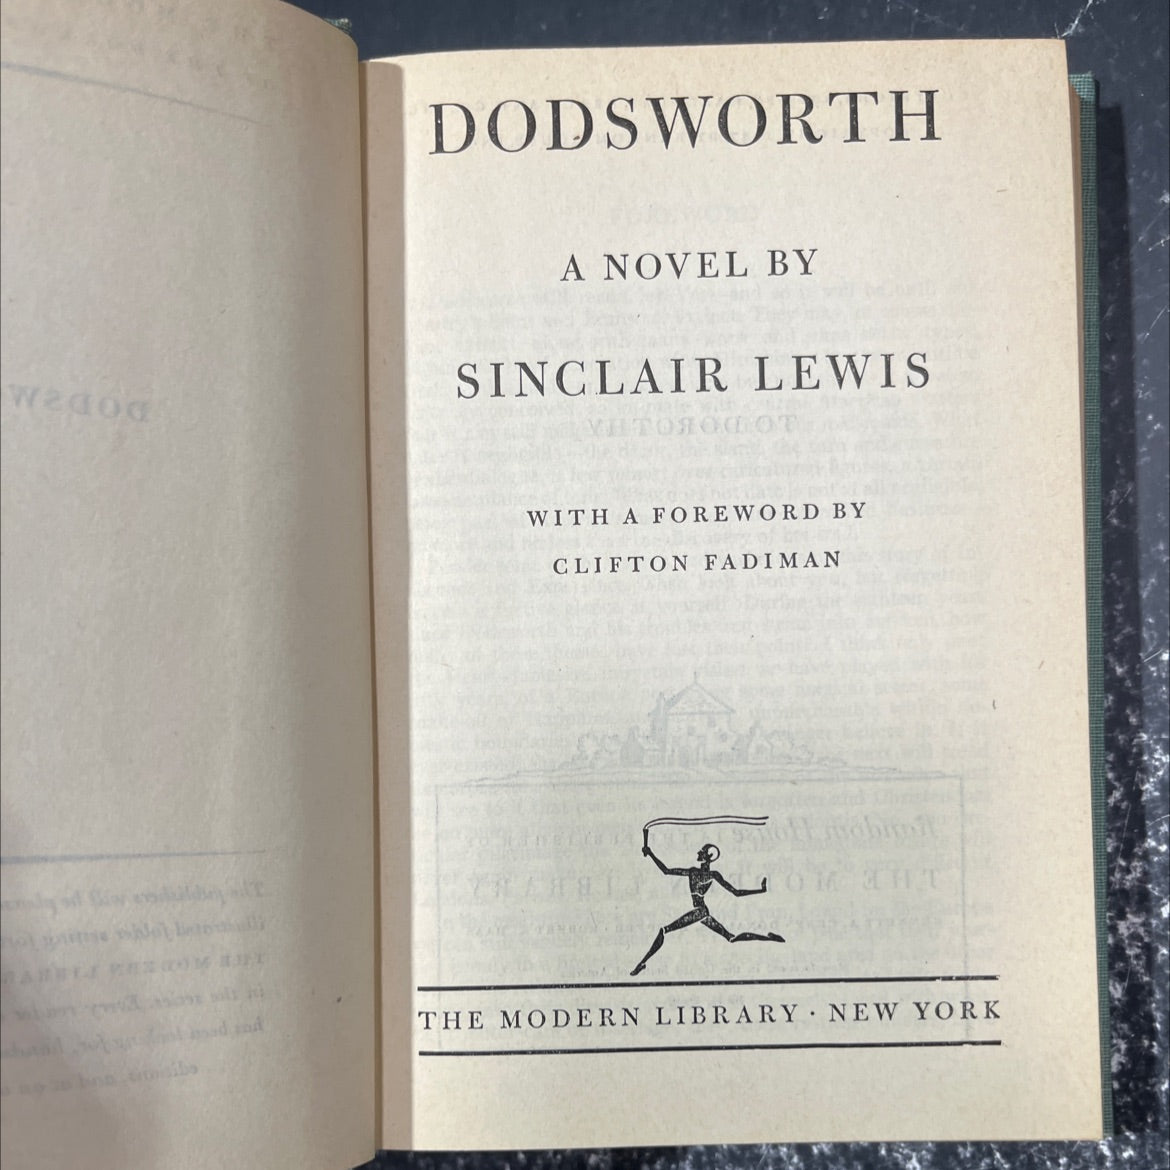 DODSWORTH
A NOVEL BY
SINCLAIR LEWIS
WITH A FOREWORD BY
CLIFTON FADIMAN
THE MODERN LIBRARY · NEW YORK